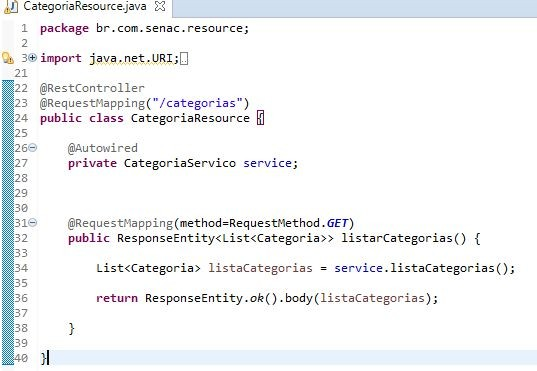 CategoriaResource.java
1 package br.com.senac.resource;
2
3 import java.net.URI;
21
22 @RestController
23 @RequestMapping("/categorias")
24 public class CategoriaResource {
25
26 @Autowired
27 private CategoriaServico service;
28
29
30
31 @RequestMapping(method=RequestMethod.GET)
32 public ResponseEntity<List<Categoria>> listarCategorias() {
33
34 List<Categoria> listaCategorias = service.listaCategorias();
35
36 return ResponseEntity.ok().body(listaCategorias);
37
38 }
39
40 }